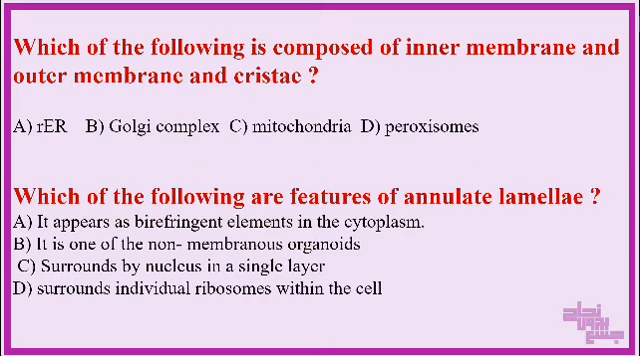 Which of the following is composed of inner membrane and
outer membrane and cristae ?
A) rER B) Golgi complex C) mitochondria D) peroxisomes
Which of the following are features of annulate lamellae ?
A) It appears as birefringent elements in the cytoplasm.
B) It is one of the non- membranous organoids
C) Surrounds by nucleus in a single layer
D) surrounds individual ribosomes within the cell
نجاح
بدون